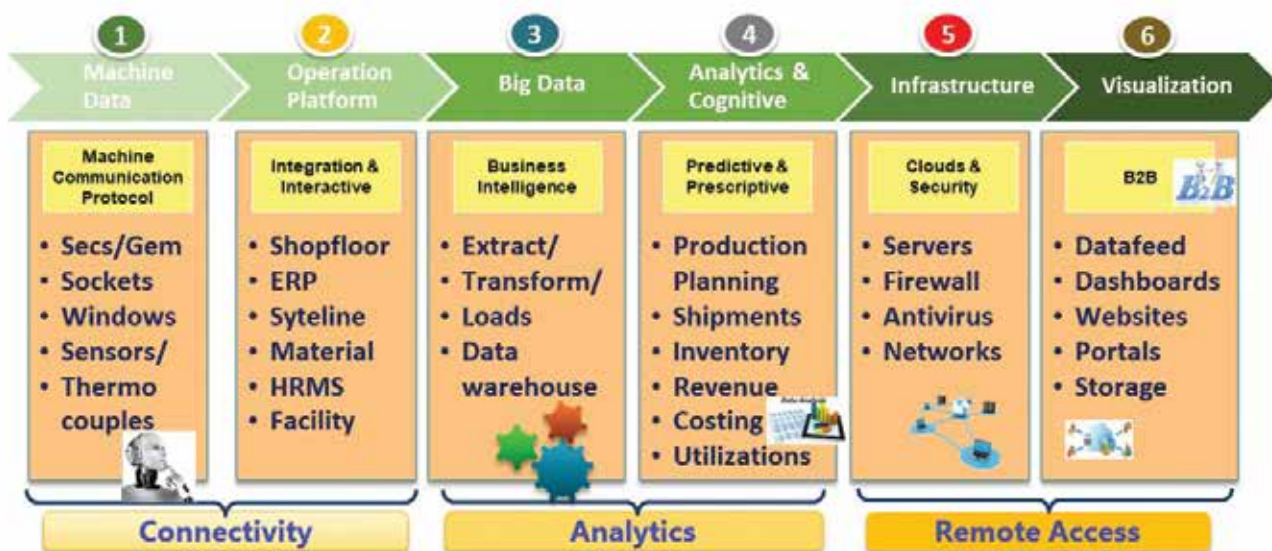 1
2
3
4
5
6
Machine
Data
Operation
Platform
Big Data
Analytics &
Cognitive
Infrastructure
Visualization
Machine
Communication
Protocol
• Secs/Gem
• Sockets
• Windows
• Sensors/
• Thermo
couples
Integration &
Interactive
• Shopfloor
• ERP
• Syteline
• Material
• HRMS
• Facility
Business
Intelligence
• Extract/
• Transform/
• Loads
• Data
warehouse
Predictive &
Prescriptive
• Production
Planning
• Shipments
• Inventory
• Revenue
• Costing
• Utilizations
Data Analysis
Clouds &
Security
• Servers
• Firewall
• Antivirus
• Networks
B2B
B2B
• Datafeed
• Dashboards
• Websites
• Portals
• Storage
Connectivity
Analytics
Remote Access